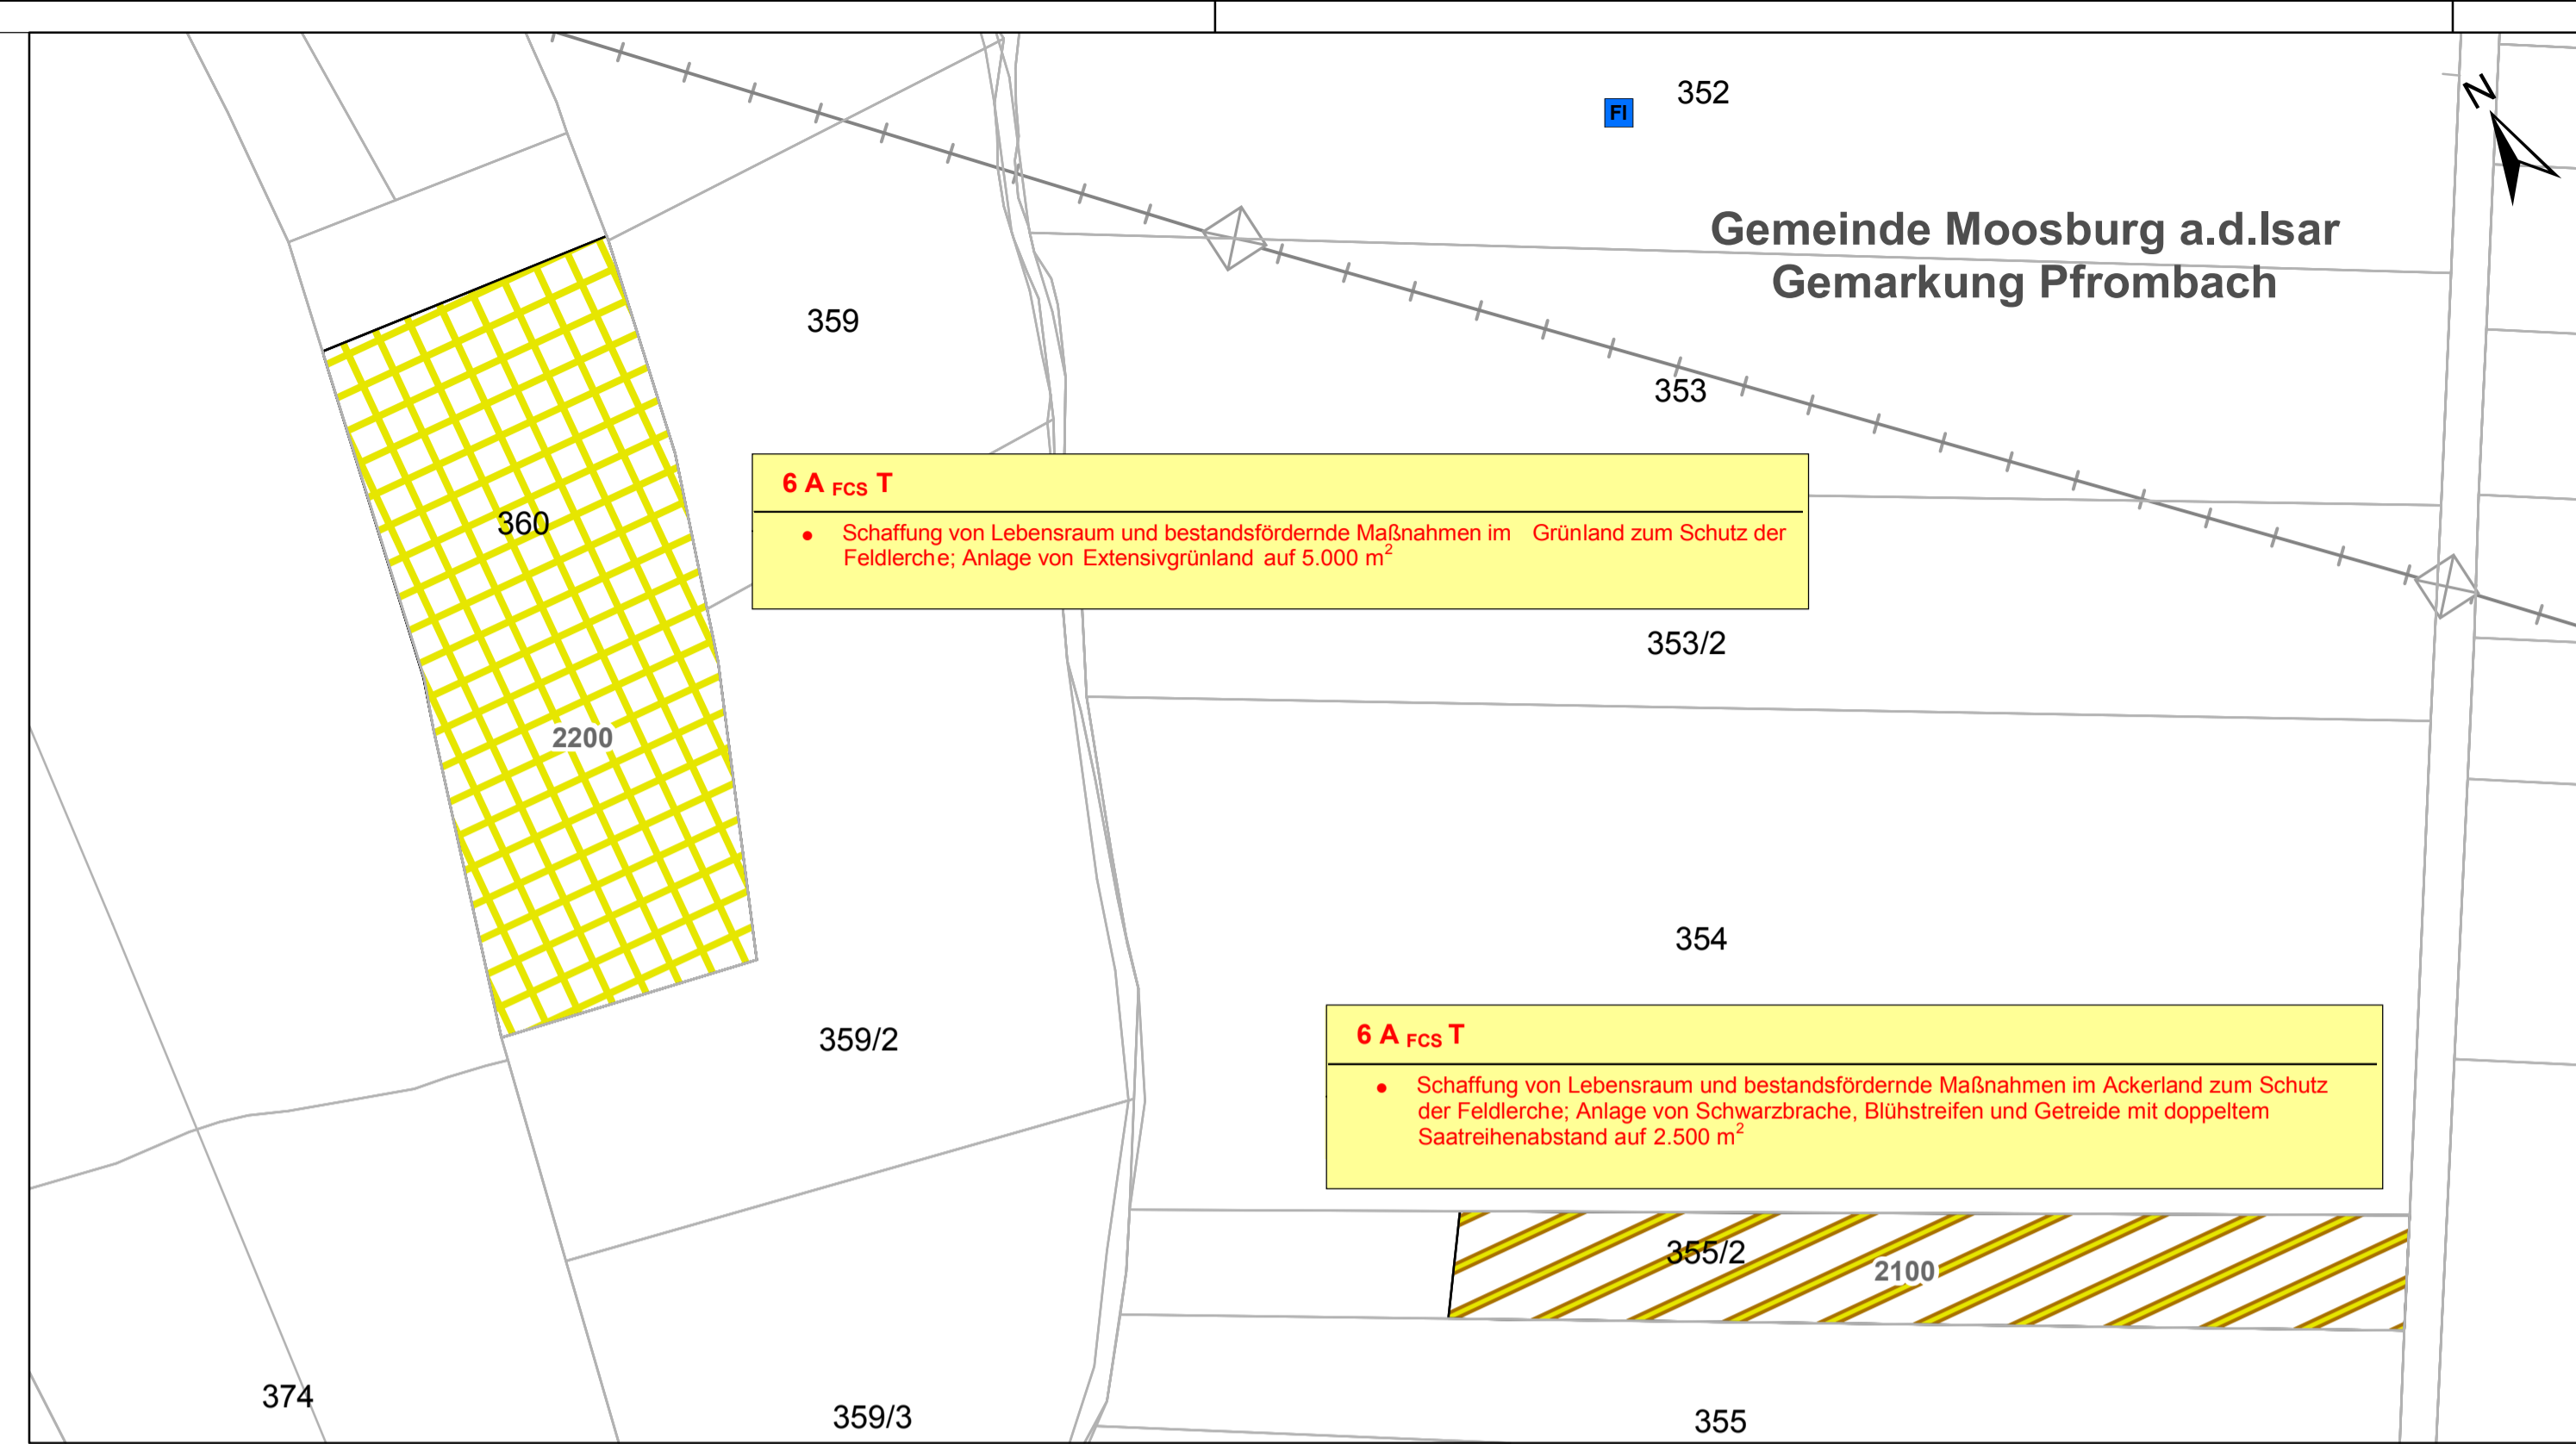 352
FI
N
Gemeinde Moosburg a.d.Isar
Gemarkung Pfrombach
359
353
6 A FCS T
• Schaffung von Lebensraum und bestandsfördernde Maßnahmen im Grünland zum Schutz der
Feldlerche; Anlage von Extensivgrünland auf 5.000 m²
360
353/2
2200
354
359/2
6 A FCS T
• Schaffung von Lebensraum und bestandsfördernde Maßnahmen im Ackerland zum Schutz
der Feldlerche; Anlage von Schwarzbrache, Blühstreifen und Getreide mit doppeltem
Saatreihenabstand auf 2.500 m²
355/2
2100
374
359/3
355